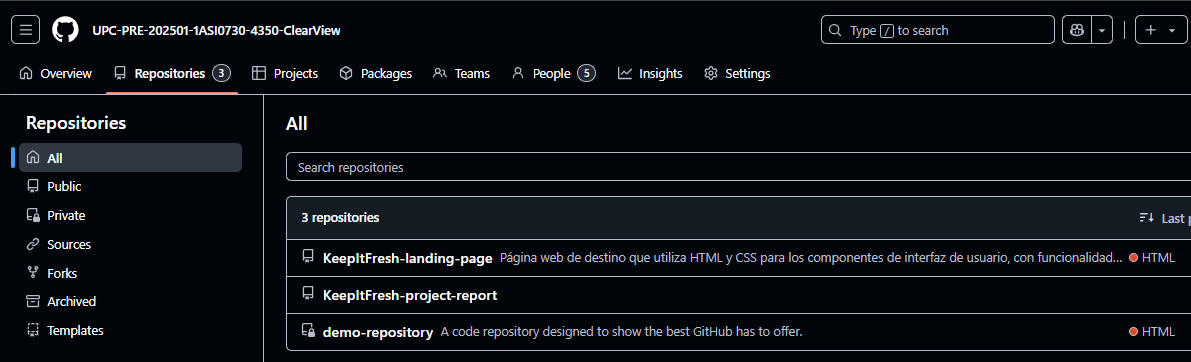 UPC-PRE-202501-1ASI0730-4350-ClearView
Type / to search
Overview
Repositories 3
Projects
Packages
Teams
People 5
Insights
Settings
Repositories
All
Public
Private
Sources
Forks
Archived
Templates
All
Search repositories
3 repositories
Last p
KeepItFresh-landing-page Página web de destino que utiliza HTML y CSS para los componentes de interfaz de usuario, con funcionalidad... HTML
KeepItFresh-project-report
demo-repository A code repository designed to show the best GitHub has to offer. HTML